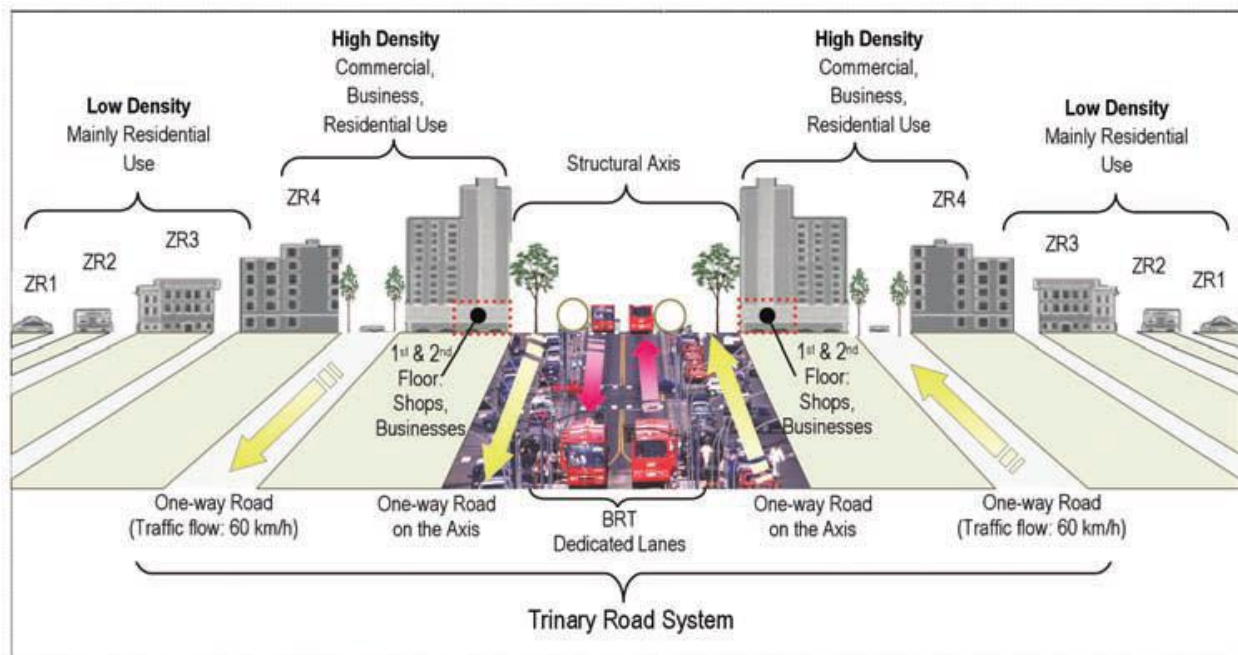 High Density
Commercial,
Business,
Residential Use
High Density
Commercial,
Business,
Residential Use
Low Density
Mainly Residential
Use
Low Density
Mainly Residential
Use
Structural Axis
ZR4
ZR4
ZR3
ZR3
ZR2
ZR2
ZR1
ZR1
1st & 2nd
Floor:
Shops,
Businesses
1st & 2nd
Floor:
Shops,
Businesses
One-way Road
(Traffic flow: 60 km/h)
One-way Road
on the Axis
BRT
Dedicated Lanes
One-way Road
on the Axis
One-way Road
(Traffic flow: 60 km/h)
Trinary Road System